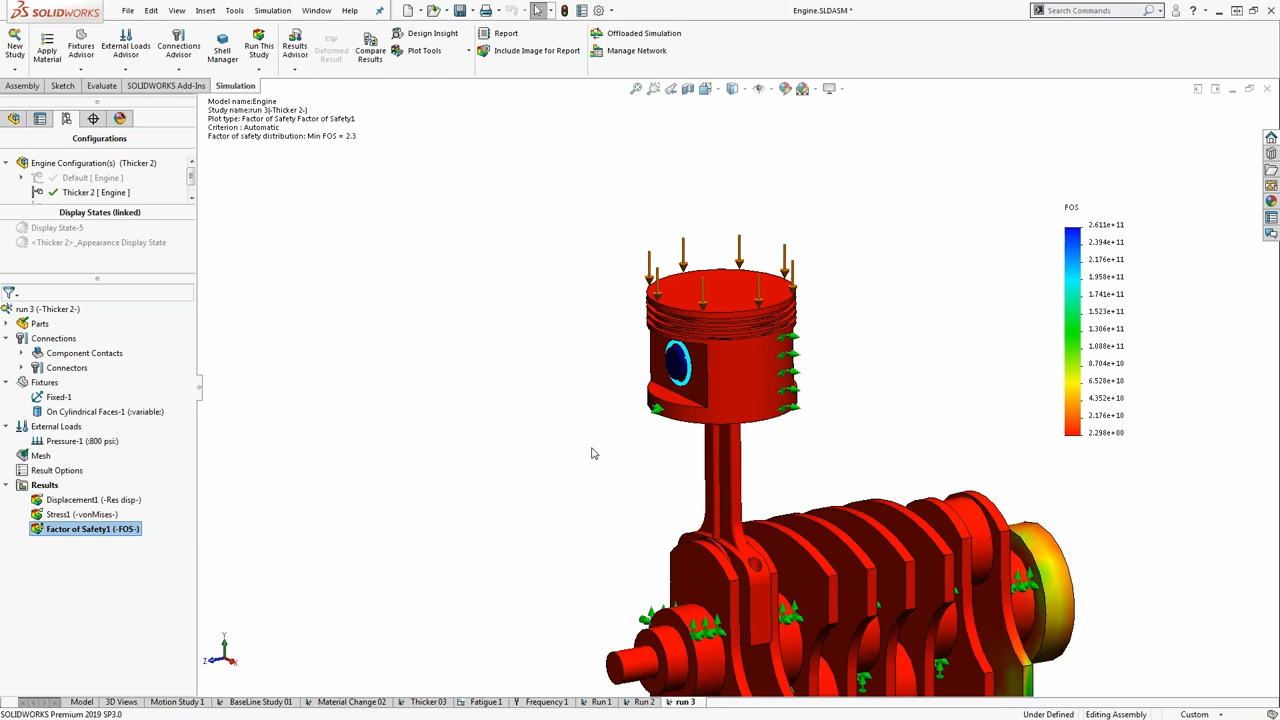 SOLIDWORKS
File Edit View Insert Tools Simulation Window Help
Engine.SLDASM *
Search Commands
New Study
Apply Material
Fixtures Advisor
External Loads Advisor
Connections Advisor
Shell Manager
Run This Study
Results Advisor
Deformed Result
Compare Results
Design Insight
Plot Tools
Report
Include Image for Report
Offloaded Simulation
Manage Network
Assembly Sketch Evaluate SOLIDWORKS Add-Ins Simulation
Model name:Engine
Study name:run 3(-Thicker 2-)
Plot type: Factor of Safety Factor of Safety1
Criterion : Automatic
Factor of safety distribution: Min FOS = 2.3
Configurations
Engine Configuration(s) (Thicker 2)
Default [ Engine ]
Thicker 2 [ Engine ]
Display States (linked)
Display State-5
<Thicker 2>_Appearance Display State
run 3 (-Thicker 2-)
Parts
Connections
Component Contacts
Connectors
Fixtures
Fixed-1
On Cylindrical Faces-1 (:variable:)
External Loads
Pressure-1 (:800 psi:)
Mesh
Result Options
Results
Displacement1 (-Res disp-)
Stress1 (-vonMises-)
Factor of Safety1 (-FOS-)
FOS
2.611e+11
2.394e+11
2.176e+11
1.958e+11
1.741e+11
1.523e+11
1.306e+11
1.088e+11
8.704e+10
6.528e+10
4.352e+10
2.176e+10
2.298e+00
Y
Z
X
Model 3D Views Motion Study 1 BaseLine Study 01 Material Change 02 Thicker 03 Fatigue 1 Frequency 1 Run 1 Run 2 run 3
SOLIDWORKS Premium 2019 SP3.0
Under Defined Editing Assembly Custom